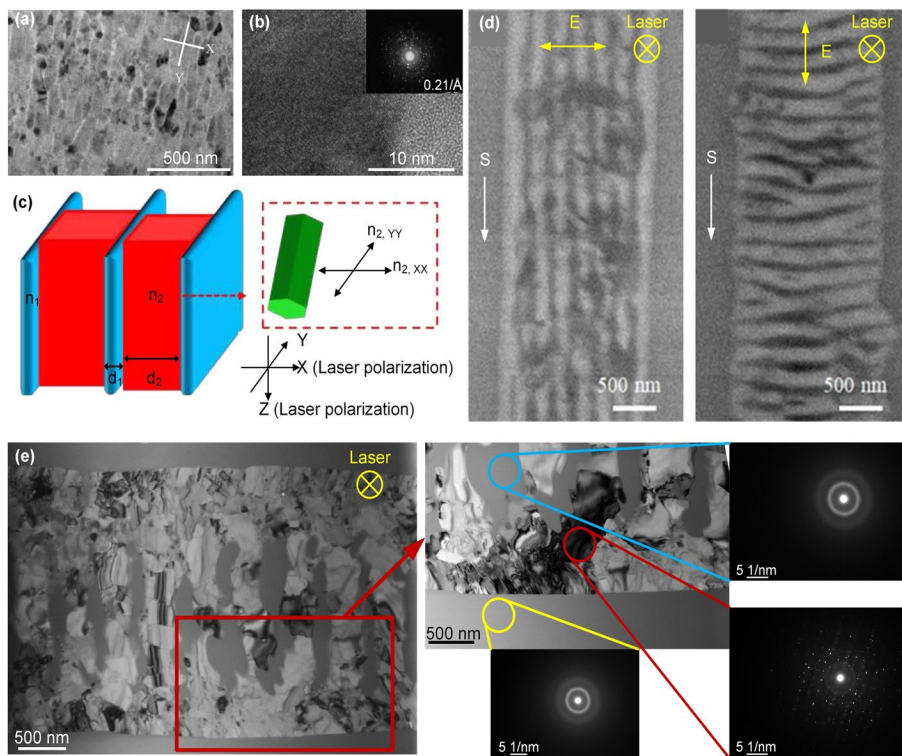 (a)
X
Y
500 nm
(b)
0.21/Å
10 nm
(c)
n1
n2
d1
d2
n2, YY
n2, XX
Y
X (Laser polarization)
Z (Laser polarization)
(d)
E
Laser
S
500 nm
E
Laser
S
500 nm
(e)
Laser
500 nm
500 nm
5 1/nm
5 1/nm
5 1/nm